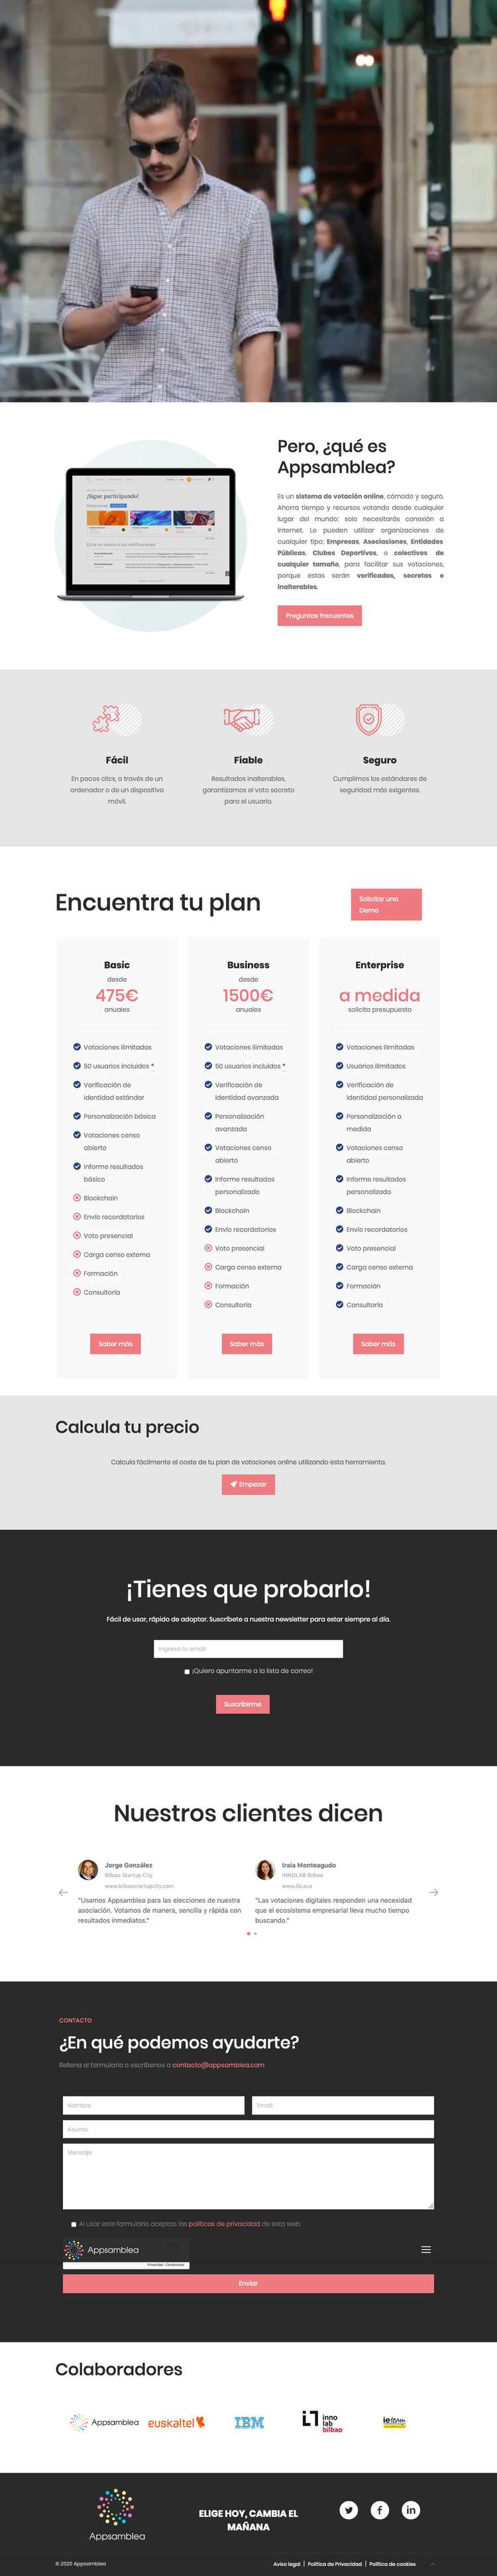 Pero, ¿qué es
Appsamblea?
Es un sistema de votación online, cómodo y seguro.
Ahorra tiempo y recursos votando desde cualquier
lugar del mundo; solo necesitarás conexión a
Internet. Lo pueden utilizar organizaciones de
cualquier tipo: Empresas, Asociaciones, Entidades
Públicas, Clubes Deportivos, o colectivos de
cualquier tamaño, para facilitar sus votaciones,
porque estas serán verificadas, secretas e
inalterables.
Preguntas frecuentes
¡Sigue participando!
Fácil
En pocos clics, a través de un
ordenador o de un dispositivo
móvil.
Fiable
Resultados inalterables,
garantizamos el voto secreto
para el usuario.
Seguro
Cumplimos los estándares de
seguridad más exigentes.
Encuentra tu plan
Solicitar una
Demo
Basic
desde
475€
anuales
Votaciones ilimitadas
50 usuarios incluidos *
Verificación de
identidad estándar
Personalización básica
Votaciones censo
abierto
Informe resultados
básico
Blockchain
Envío recordatorios
Voto presencial
Carga censo externa
Formación
Consultoría
Saber más
Business
desde
1500€
anuales
Votaciones ilimitadas
50 usuarios incluidos *
Verificación de
identidad avanzada
Personalización
avanzada
Votaciones censo
abierto
Informe resultados
personalizado
Blockchain
Envío recordatorios
Voto presencial
Carga censo externa
Formación
Consultoría
Saber más
Enterprise
a medida
solicita presupuesto
Votaciones ilimitadas
Usuarios ilimitados
Verificación de
identidad personalizada
Personalización a
medida
Votaciones censo
abierto
Informe resultados
personalizado
Blockchain
Envío recordatorios
Voto presencial
Carga censo externa
Formación
Consultoría
Saber más
Calcula tu precio
Calcula fácilmente el coste de tu plan de votaciones online utilizando esta herramienta.
Empezar
¡Tienes que probarlo!
Fácil de usar, rápido de adoptar. Suscríbete a nuestra newsletter para estar siempre al día.
Ingresa tu email
¡Quiero apuntarme a la lista de correo!
Suscribirme
Nuestros clientes dicen
Jorge González
Bilbao Startup City
www.bilbaostartupcity.com
"Usamos Appsamblea para las elecciones de nuestra
asociación. Votamos de manera, sencilla y rápida con
resultados inmediatos."
Iraia Monteagudo
INNOLAB Bilbao
www.ilb.eus
"Las votaciones digitales responden una necesidad
que el ecosistema empresarial lleva mucho tiempo
buscando."
CONTACTO
¿En qué podemos ayudarte?
Rellena el formulario o escríbenos a contacto@appsamblea.com
Nombre
Email
Asunto
Mensaje
Al usar este formulario aceptas las políticas de privacidad de esta web.
Appsamblea
Privacidad - Condiciones
Enviar
Colaboradores
Appsamblea
euskaltel
IBM
inno
lab
bilbao
ieTeam
Appsamblea
ELIGE HOY, CAMBIA EL
MAÑANA
© 2020 Appsamblea
Aviso legal | Política de Privacidad | Política de cookies